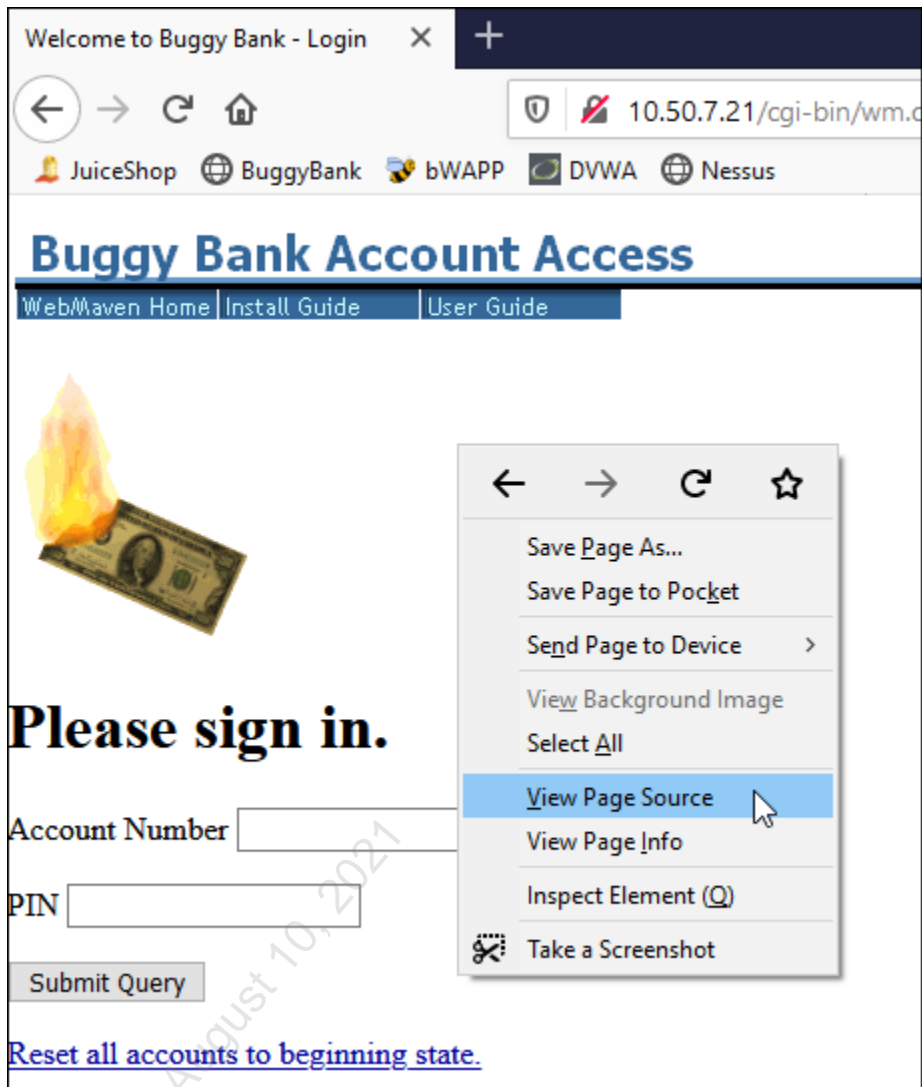 Welcome to Buggy Bank - Login
10.50.7.21/cgi-bin/wm.c
JuiceShop BuggyBank bWAPP DVWA Nessus
Buggy Bank Account Access
WebMaven Home Install Guide User Guide
Save Page As...
Save Page to Pocket
Send Page to Device
View Background Image
Select All
View Page Source
View Page Info
Inspect Element (Q)
Take a Screenshot
Please sign in.
Account Number
PIN
Submit Query
Reset all accounts to beginning state.
August 10, 2021